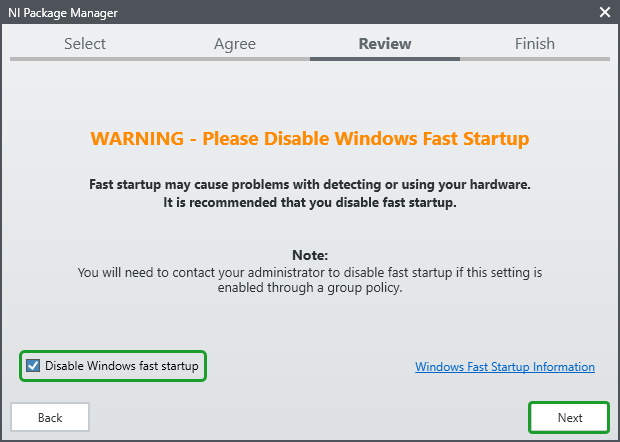 NI Package Manager
Select
Agree
Review
Finish
WARNING - Please Disable Windows Fast Startup
Fast startup may cause problems with detecting or using your hardware.
It is recommended that you disable fast startup.
Note:
You will need to contact your administrator to disable fast startup if this setting is
enabled through a group policy.
Disable Windows fast startup
Windows Fast Startup Information
Back
Next